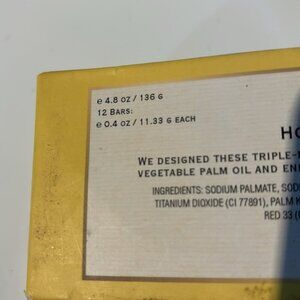 e 4.8 OZ / 136 G
12 BARS:
e 0.4 OZ / 11.33 G EACH
HO
WE DESIGNED THESE TRIPLE-
VEGETABLE PALM OIL AND EN
INGREDIENTS: SODIUM PALMATE, SOD
TITANIUM DIOXIDE (CI 77891), PALM K
RED 33 (